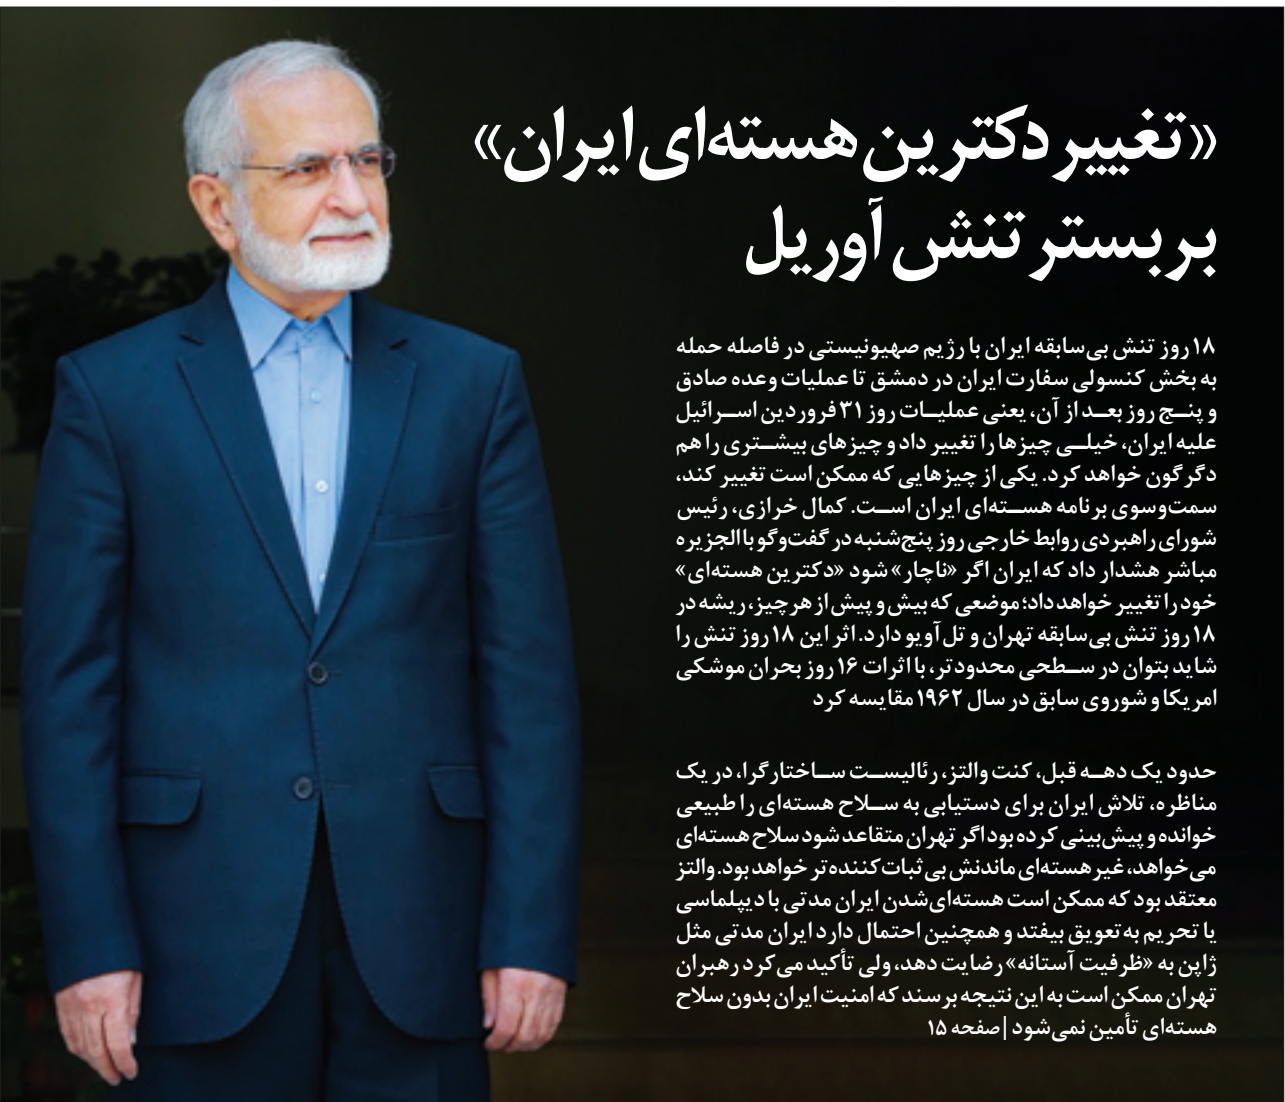 «تغییر دکترین هسته‌ای ایران»
بر بستر تنش آوریل
۱۸ روز تنش بی‌سابقه ایران با رژیم صهیونیستی در فاصله حمله
به بخش کنسولی سفارت ایران در دمشق تا عملیات وعده صادق
و پنج روز بعد از آن، یعنی عملیات روز ۳۱ فروردین اسرائیل
علیه ایران، خیلی چیزها را تغییر داد و چیزهای بیشتری را هم
دگرگون خواهد کرد. یکی از چیزهایی که ممکن است تغییر کند،
سمت‌وسوی برنامه هسته‌ای ایران است. کمال خرازی، رئیس
شورای راهبردی روابط خارجی روز پنج‌شنبه در گفت‌وگو با الجزیره
مباشر هشدار داد که ایران اگر «ناچار» شود «دکترین هسته‌ای»
خود را تغییر خواهد داد؛ موضعی که بیش و پیش از هر چیز، ریشه در
۱۸ روز تنش بی‌سابقه تهران و تل‌آویو دارد. اثر این ۱۸ روز تنش را
شاید بتوان در سطحی محدودتر، با اثرات ۱۶ روز بحران موشکی
امریکا و شوروی سابق در سال ۱۹۶۲ مقایسه کرد
حدود یک دهه قبل، کنت والتز، رئالیست ساختارگرا، در یک
مناظره، تلاش ایران برای دستیابی به سلاح هسته‌ای را طبیعی
خوانده و پیش‌بینی کرده بود اگر تهران متقاعد شود سلاح هسته‌ای
می‌خواهد، غیرهسته‌ای ماندنش بی‌ثبات‌کننده‌تر خواهد بود. والتز
معتقد بود که ممکن است هسته‌ای‌شدن ایران مدتی با دیپلماسی
یا تحریم به تعویق بیفتد و همچنین احتمال دارد ایران مدتی مثل
ژاپن به «ظرفیت آستانه» رضایت دهد، ولی تأکید می‌کرد رهبران
تهران ممکن است به این نتیجه برسند که امنیت ایران بدون سلاح
هسته‌ای تأمین نمی‌شود | صفحه ۱۵